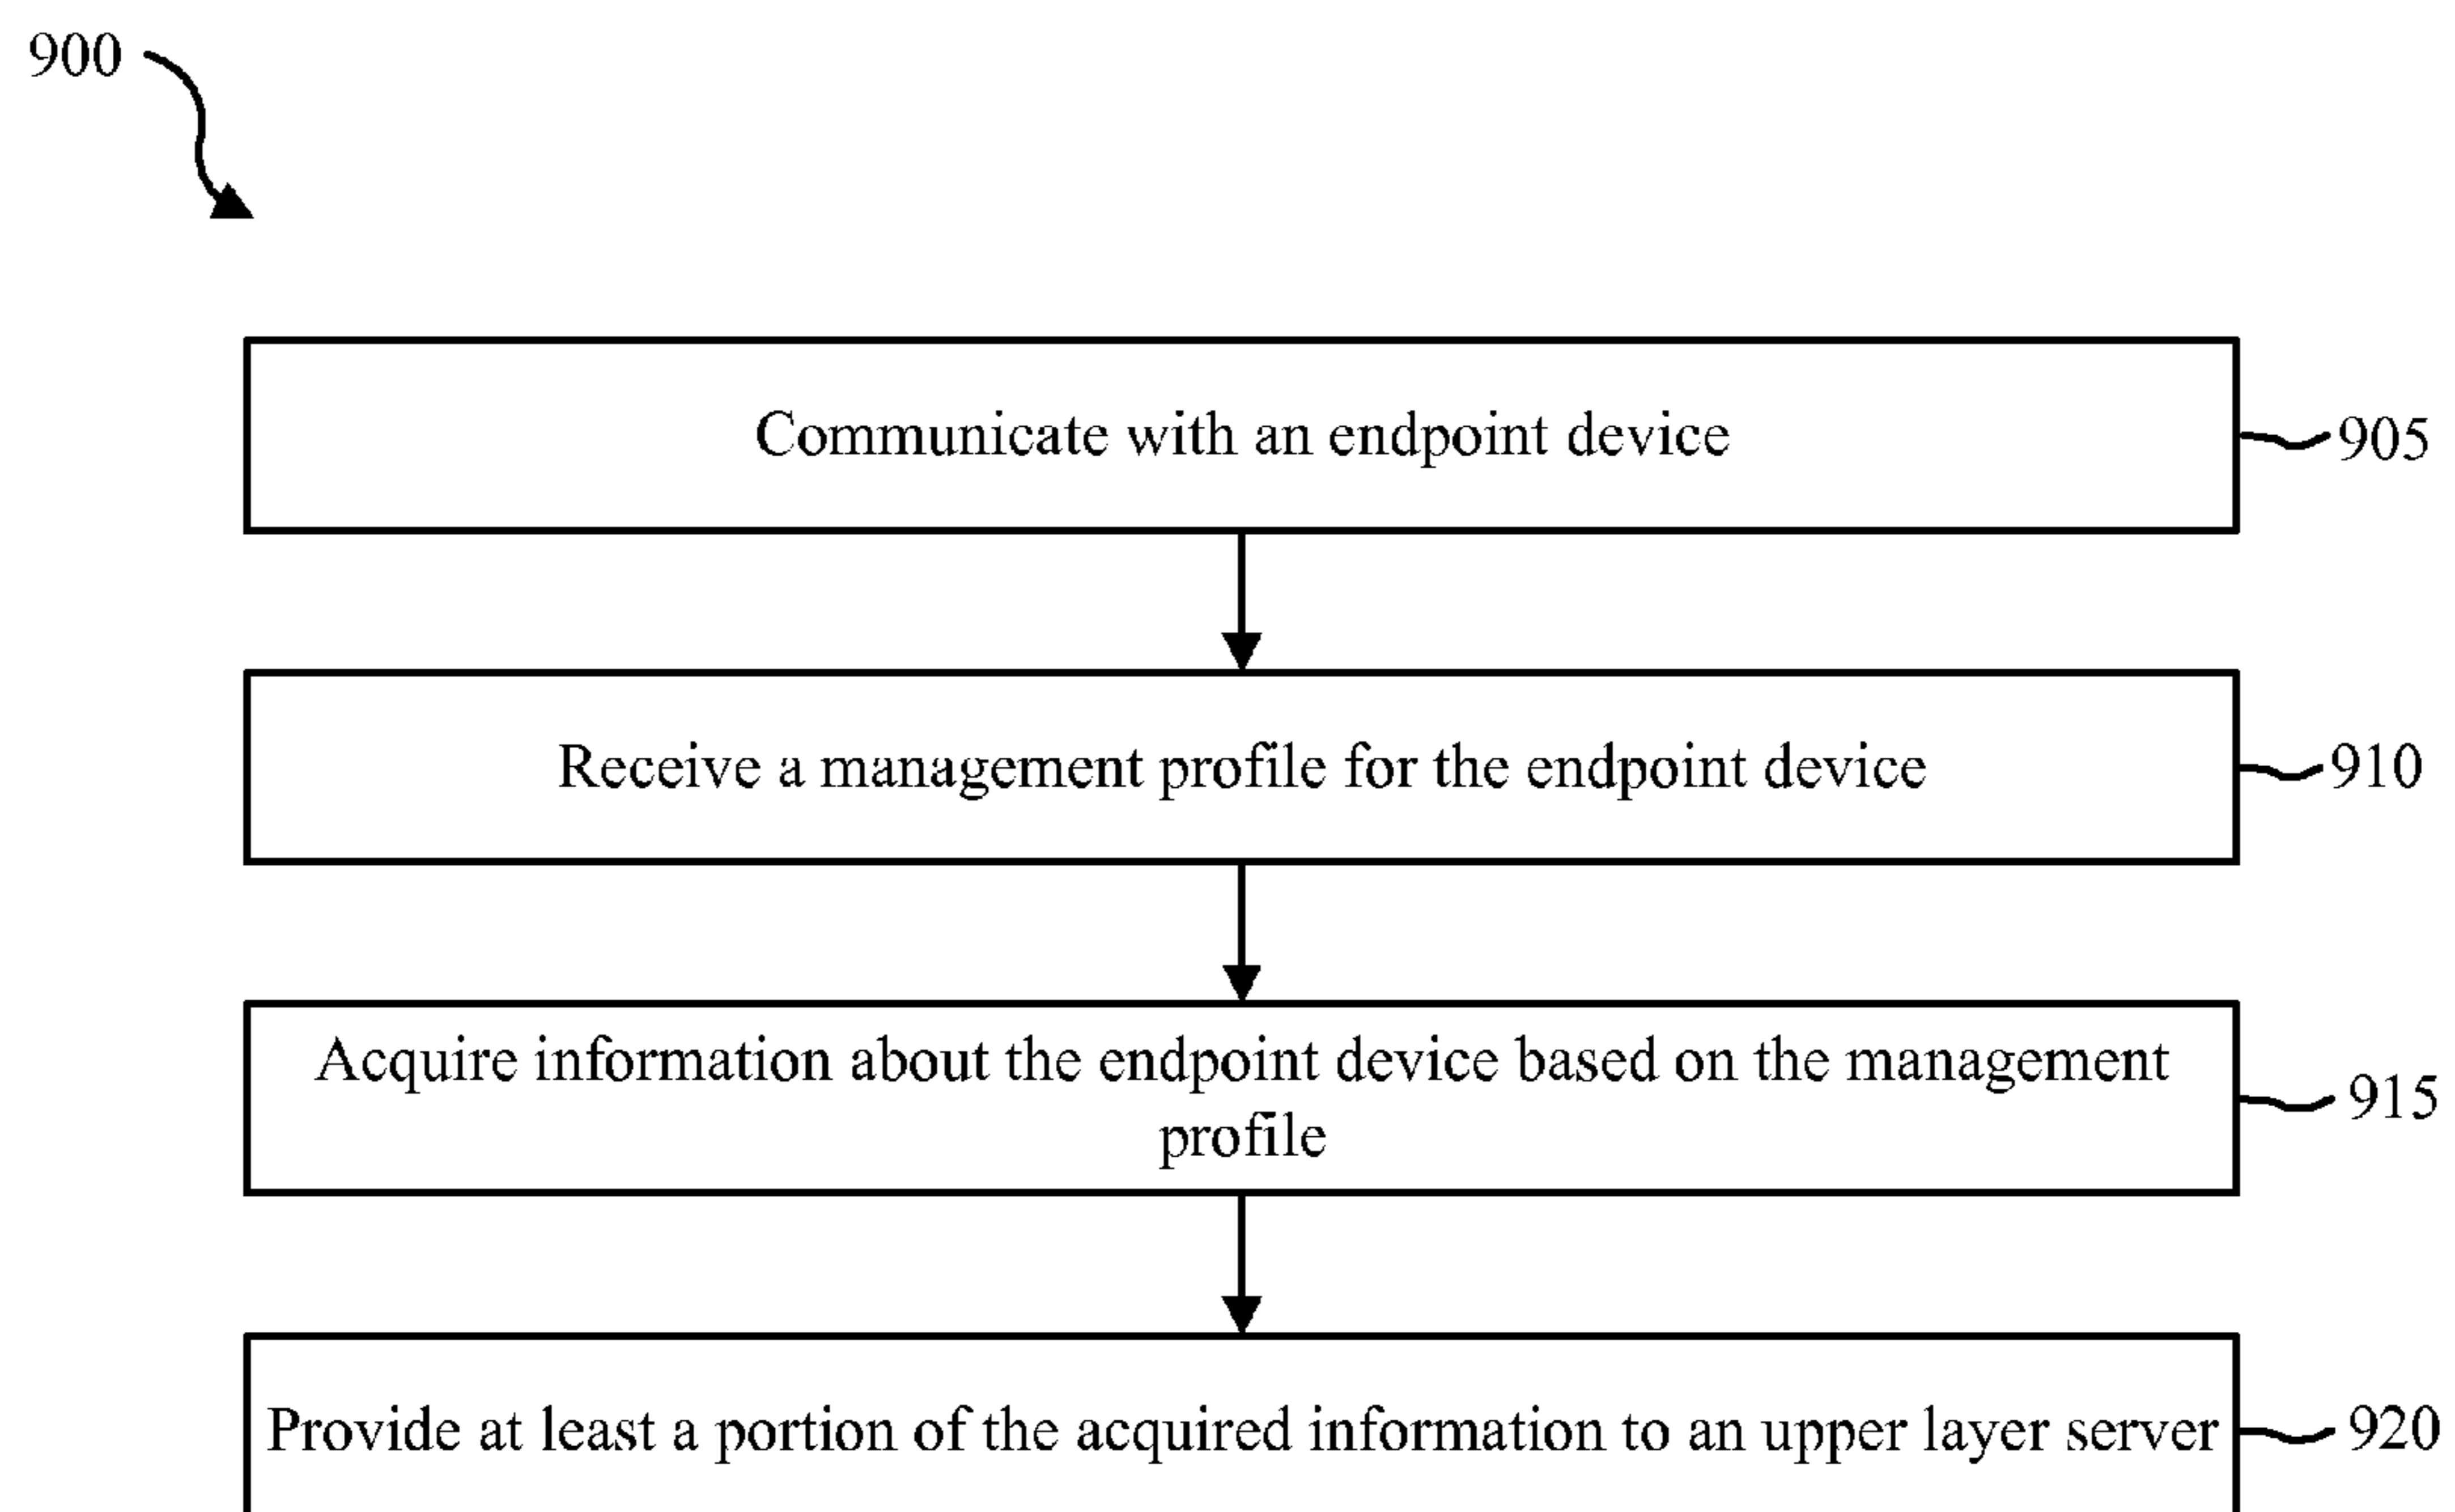 900
Communicate with an endpoint device
905
Receive a management profile for the endpoint device
910
Acquire information about the endpoint device based on the management
profile
915
Provide at least a portion of the acquired information to an upper layer server
920